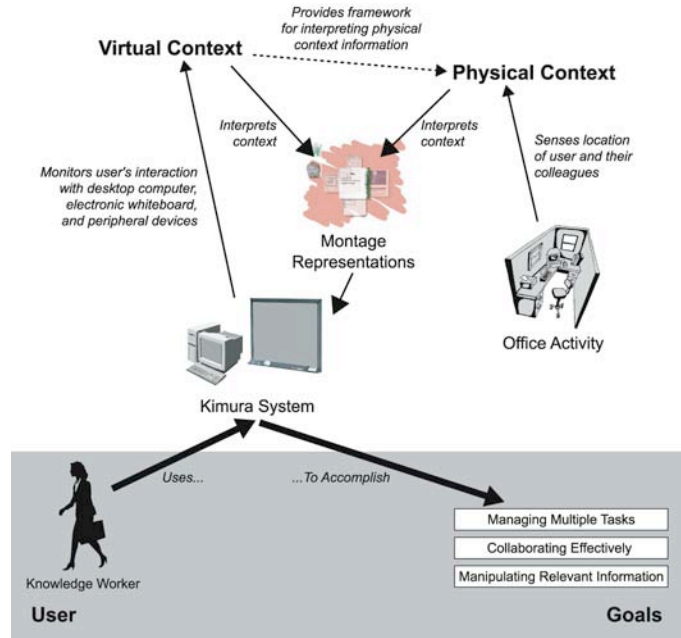 Provides framework
for interpreting physical
context information
Virtual Context
Physical Context
Interprets
context
Interprets
context
Senses location
of user and their
colleagues
Monitors user's interaction
with desktop computer,
electronic whiteboard,
and peripheral devices
Montage
Representations
Office Activity
Kimura System
Uses...
...To Accomplish
Managing Multiple Tasks
Collaborating Effectively
Manipulating Relevant Information
Knowledge Worker
User
Goals